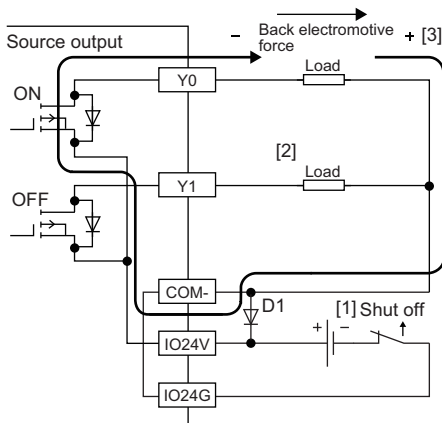 Source output
- Back electromotive force + [3]
ON
Y0
Load
[2]
OFF
Y1
Load
COM-
D1
[1] Shut off
+ -
IO24V
IO24G